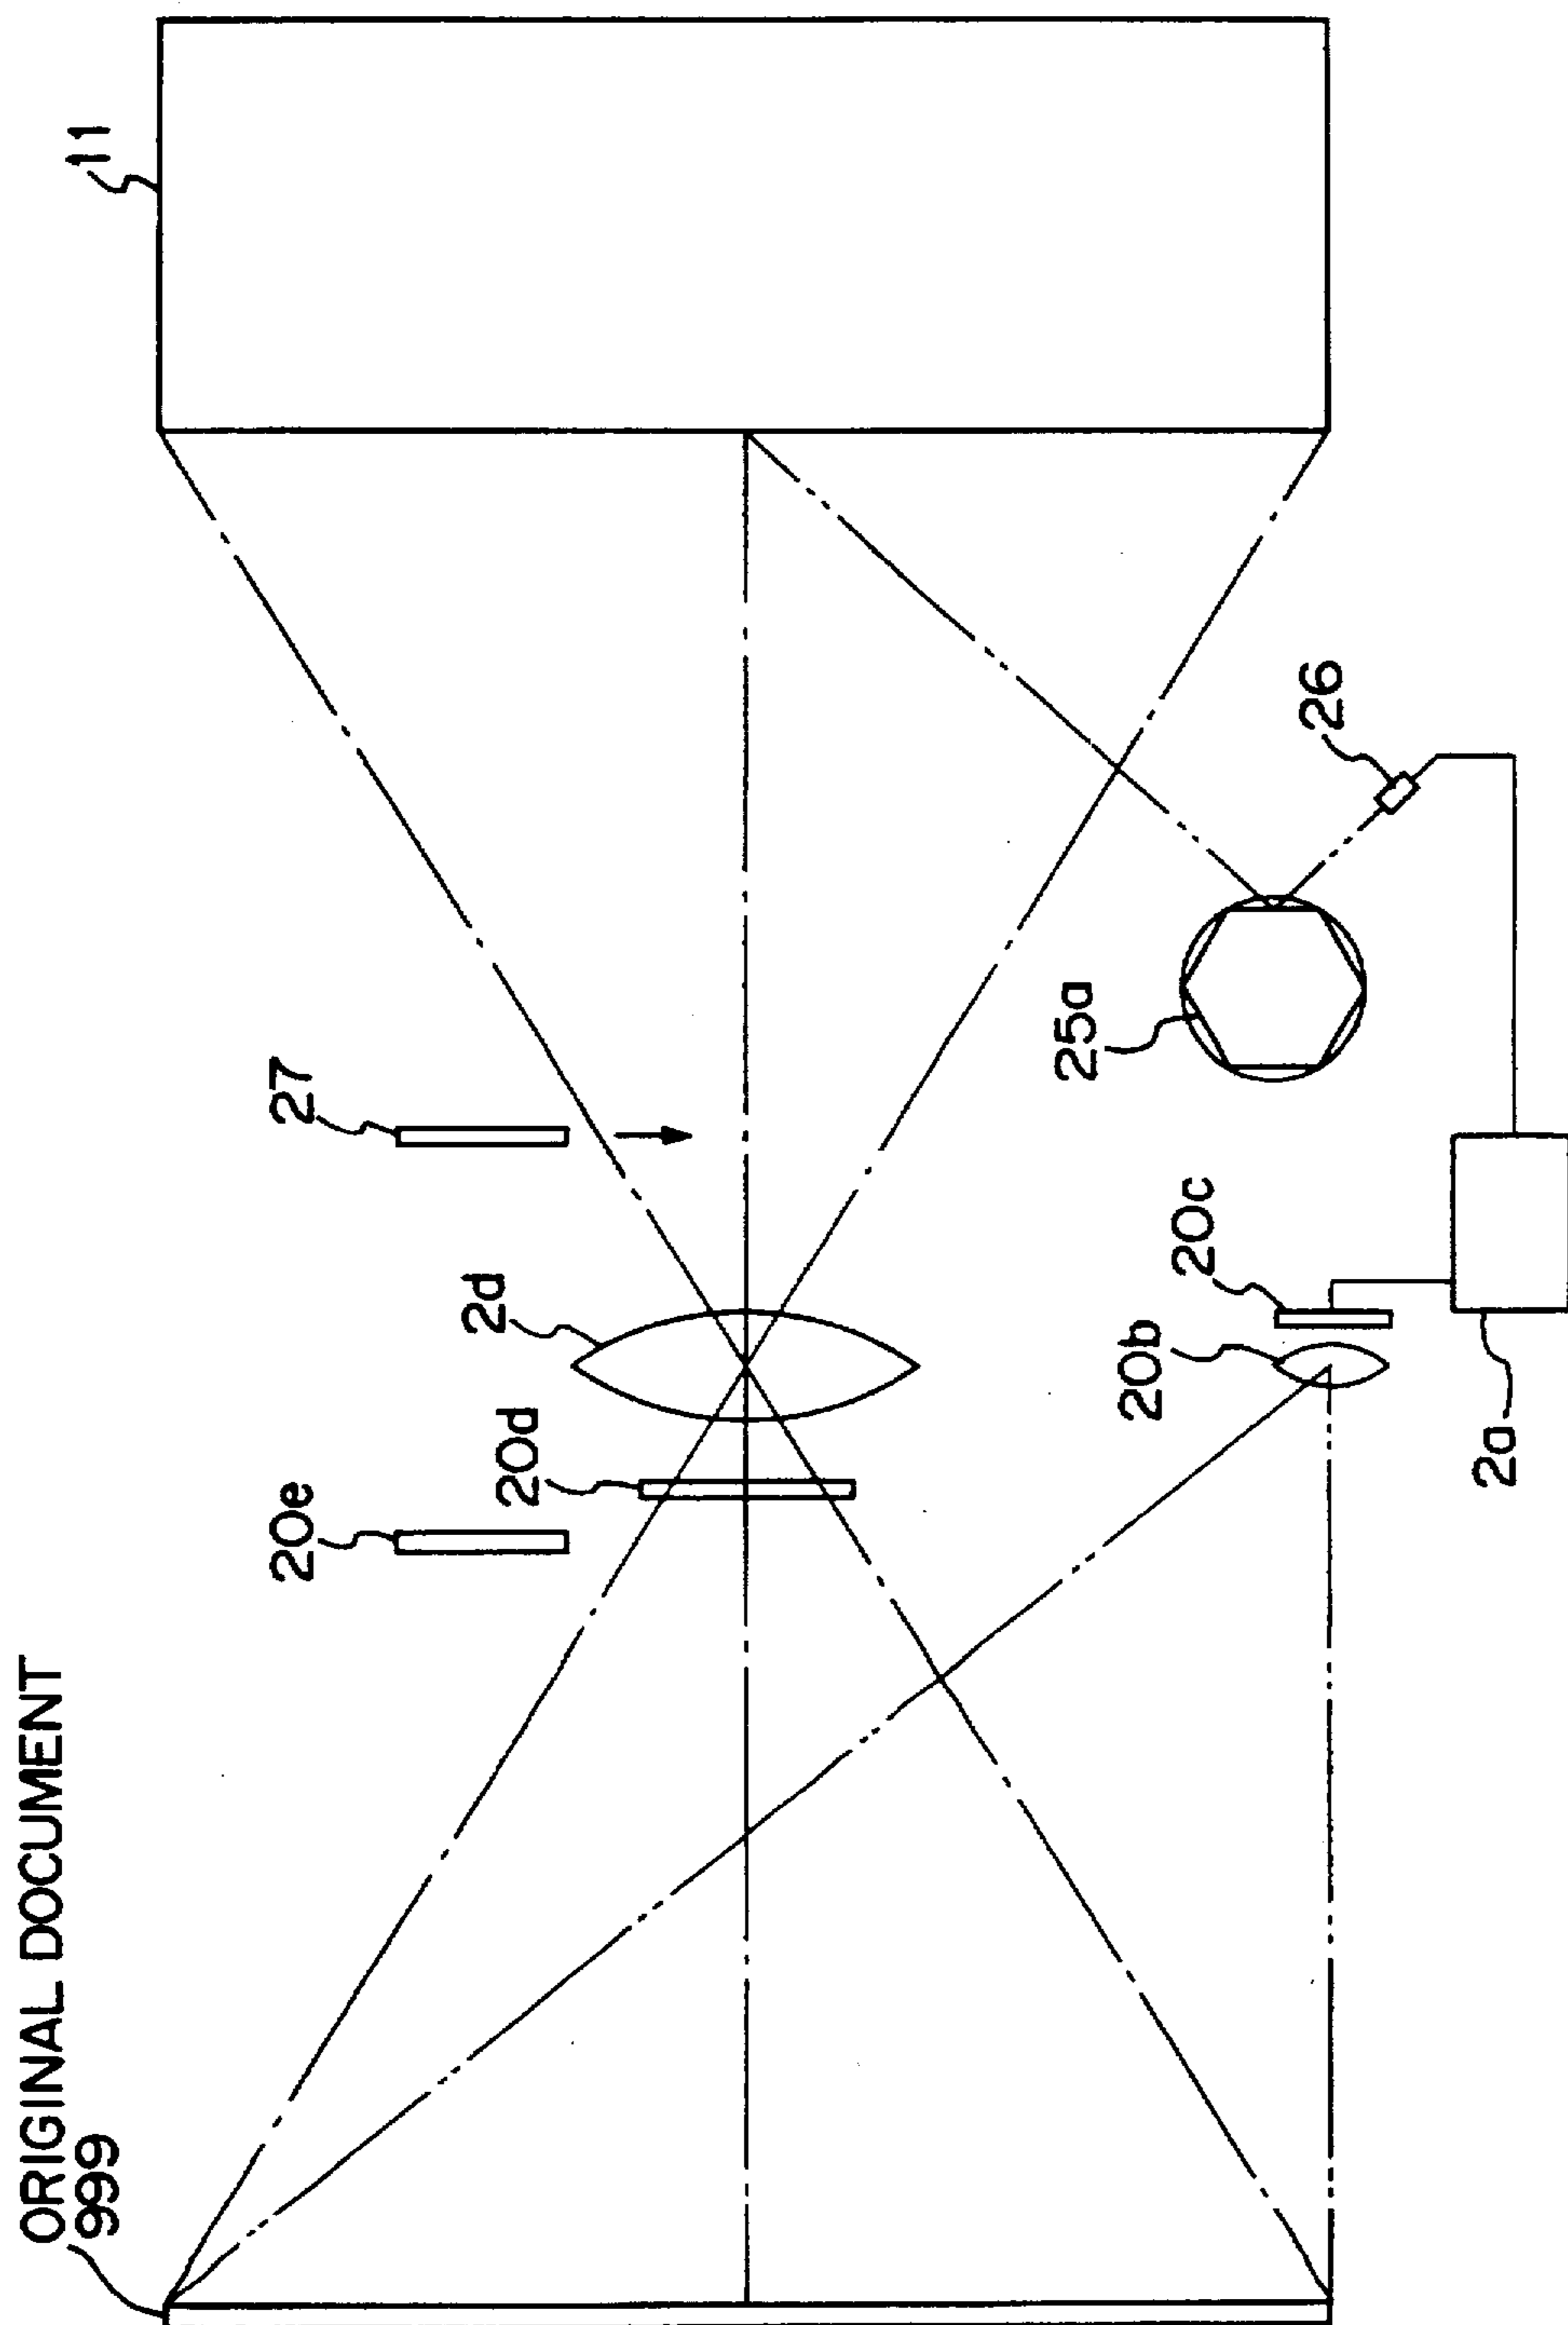 ORIGINAL DOCUMENT
999
20e
20d
2d
27
11
20b
20c
2a
25a
26